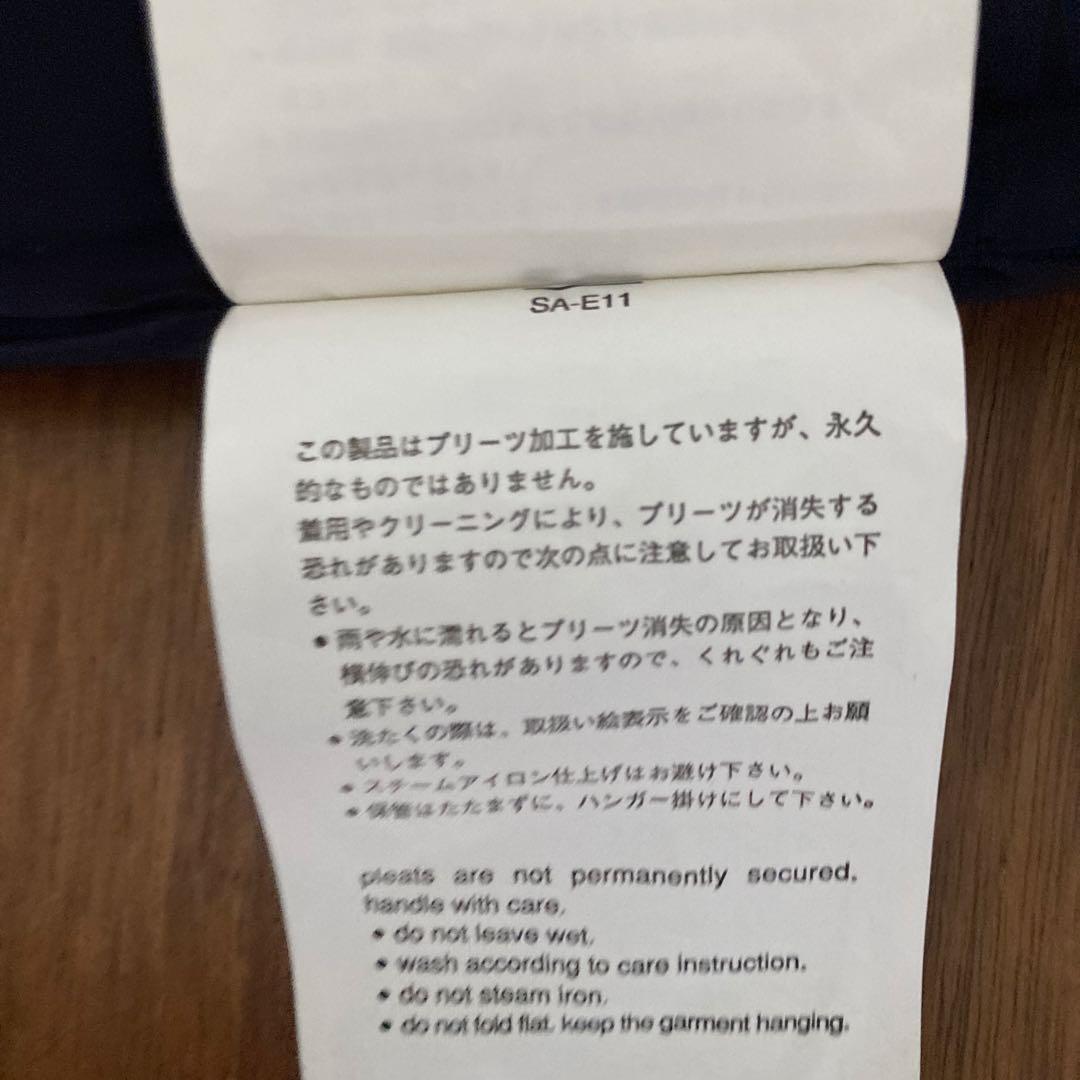 SA-E11
この製品はプリーツ加工を施していますが、永久
的なものではありません。
着用やクリーニングにより、プリーツが消失する
恐れがありますので次の点に注意してお取扱い下
さい。
● 雨や水に濡れるとプリーツ消失の原因となり、
横伸びの恐れがありますので、くれぐれもご注
意下さい。
● 洗たくの際は、取扱い絵表示をご確認の上お願
いします。
● スチームアイロン仕上げはお避け下さい。
● 保管はたたまずに、ハンガー掛けにして下さい。
pleats are not permanently secured.
handle with care.
● do not leave wet.
● wash according to care instruction.
● do not steam iron.
● do not fold flat. keep the garment hanging.